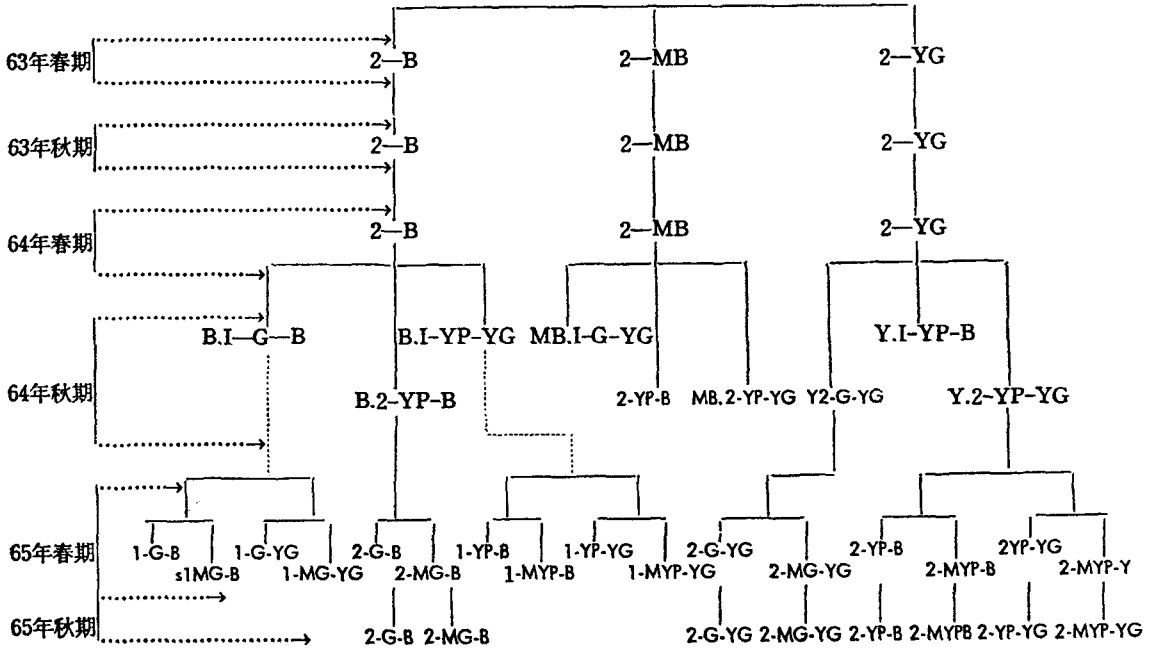 63年春期 2—B 2—MB 2—YG
63年秋期 2—B 2—MB 2—YG
64年春期 2—B 2—MB 2—YG
B.I—G—B B.I-YP-YG MB.I-G-YG Y.I-YP-B
64年秋期 B.2-YP-B 2-YP-B MB.2-YP-YG Y2-G-YG Y.2-YP-YG
65年春期 1-G-B 1-G-YG 2-G-B 1-YP-B 1-YP-YG 2-G-YG 2-YP-B 2YP-YG
s1MG-B 1-MG-YG 2-MG-B 1-MYP-B 1-MYP-YG 2-MG-YG 2-MYP-B 2-MYP-Y
65年秋期 2-G-B 2-MG-B 2-G-YG 2-MG-YG 2-YP-B 2-MYPB 2-YP-YG 2-MYP-YG